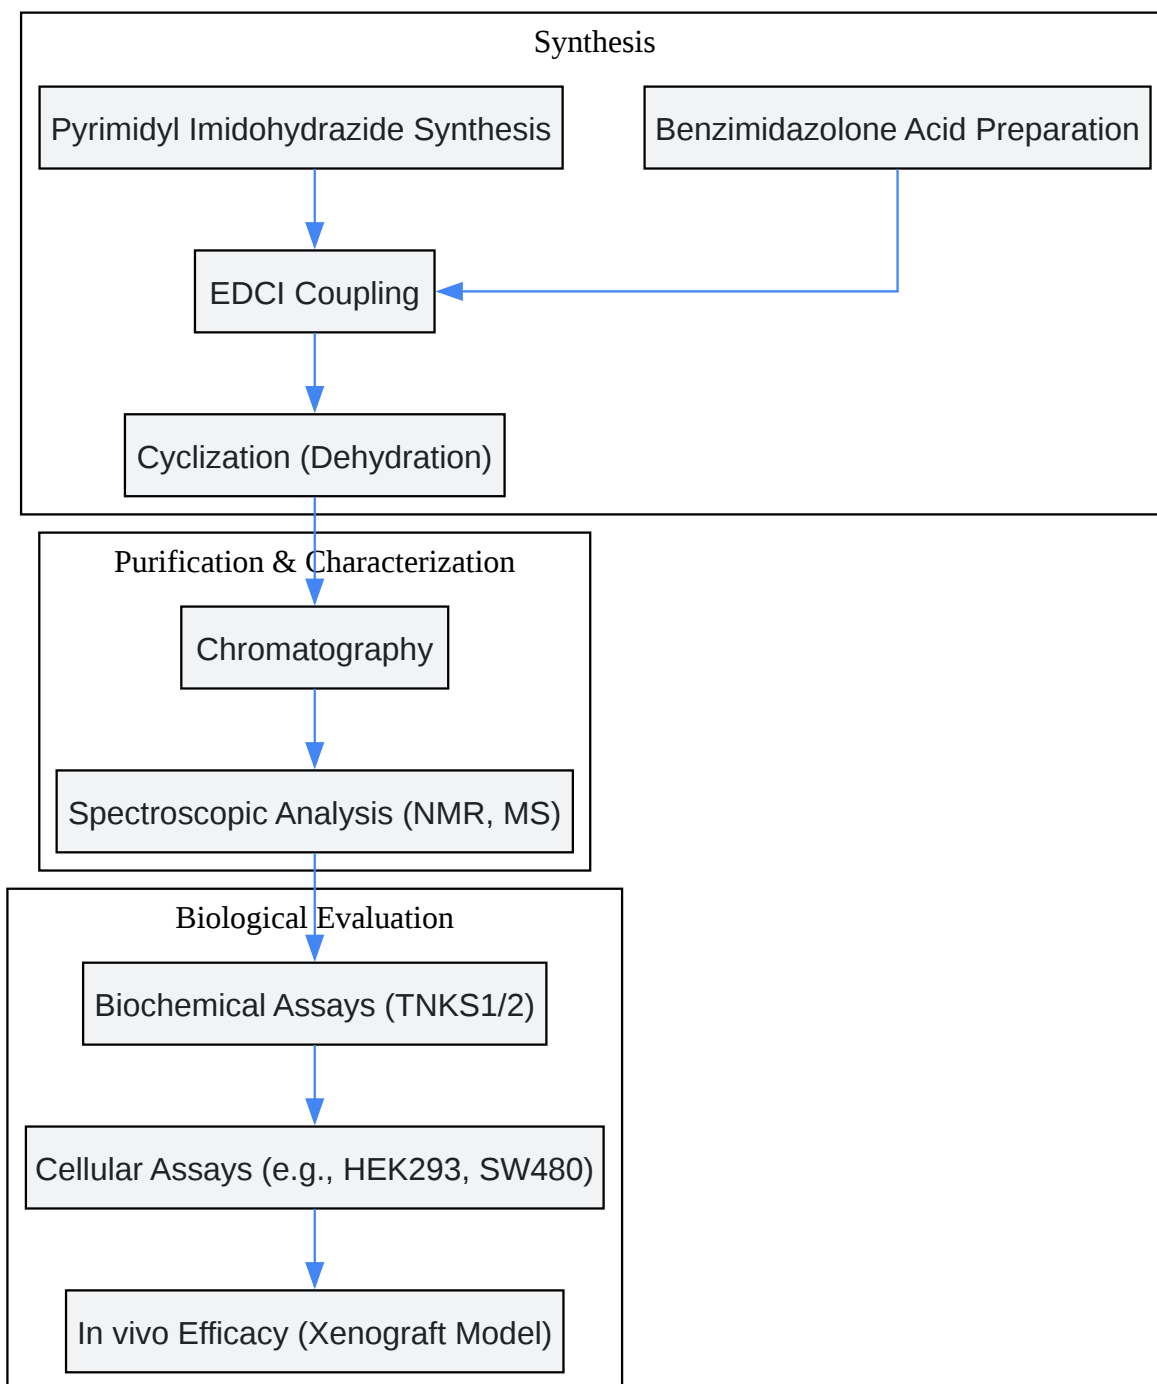 Synthesis
Pyrimidyl Imidohydrazide Synthesis
Benzimidazolone Acid Preparation
EDCI Coupling
Cyclization (Dehydration)
Purification & Characterization
Chromatography
Spectroscopic Analysis (NMR, MS)
Biological Evaluation
Biochemical Assays (TNKS1/2)
Cellular Assays (e.g., HEK293, SW480)
In vivo Efficacy (Xenograft Model)